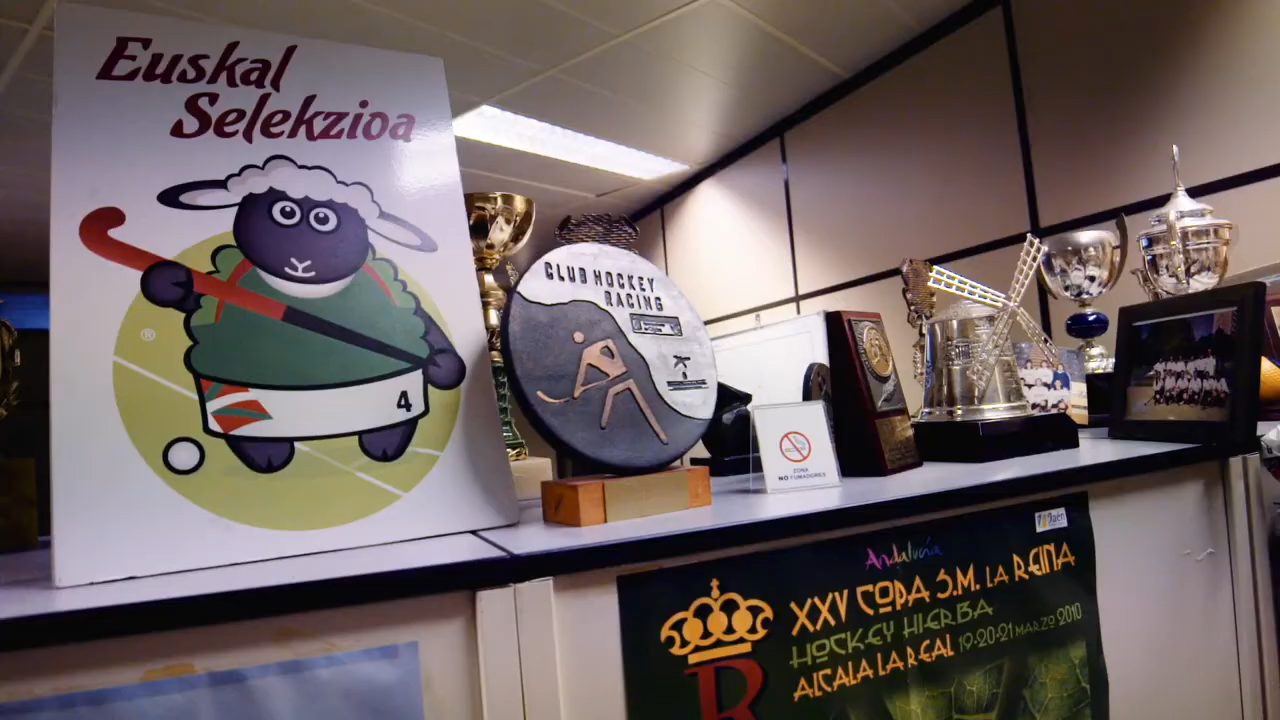 Euskal
Selekzioa
®
4
CLUB HOCKEY
RACING
ZONA
NO FUMADORES
Jaén
Andalucía
XXV COPA S.M. LA REINA
HOCKEY HIERBA
ALCALA LA REAL 19-20-21 MARZO 2010
R